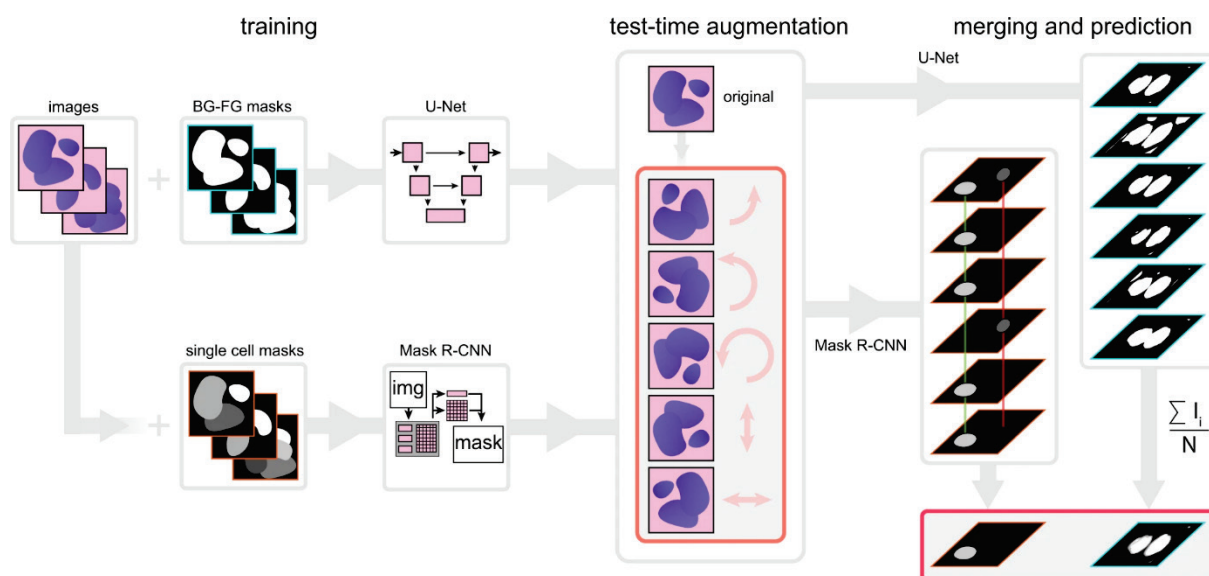 training
test-time augmentation
merging and prediction
images
BG-FG masks
U-Net
original
U-Net
single cell masks
Mask R-CNN
img
mask
Mask R-CNN
∑ I_i
N